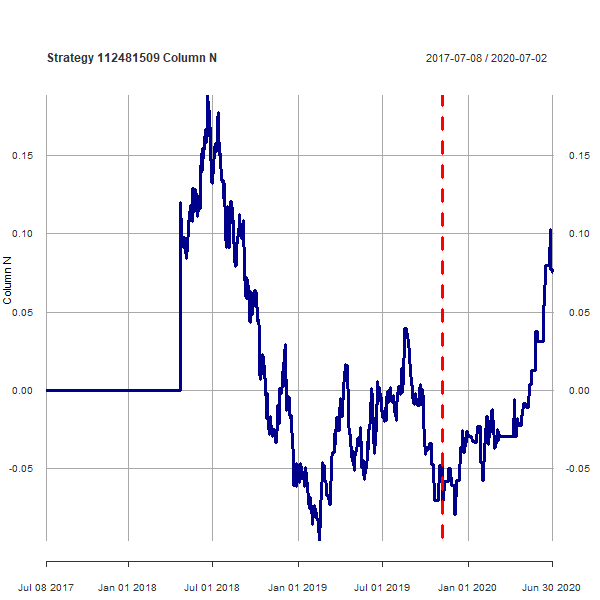 Strategy 112481509 Column N
2017-07-08 / 2020-07-02
Column N
0.15
0.10
0.05
0.00
-0.05
0.15
0.10
0.05
0.00
-0.05
Jul 08 2017
Jan 01 2018
Jul 01 2018
Jan 01 2019
Jul 01 2019
Jan 01 2020
Jun 30 2020